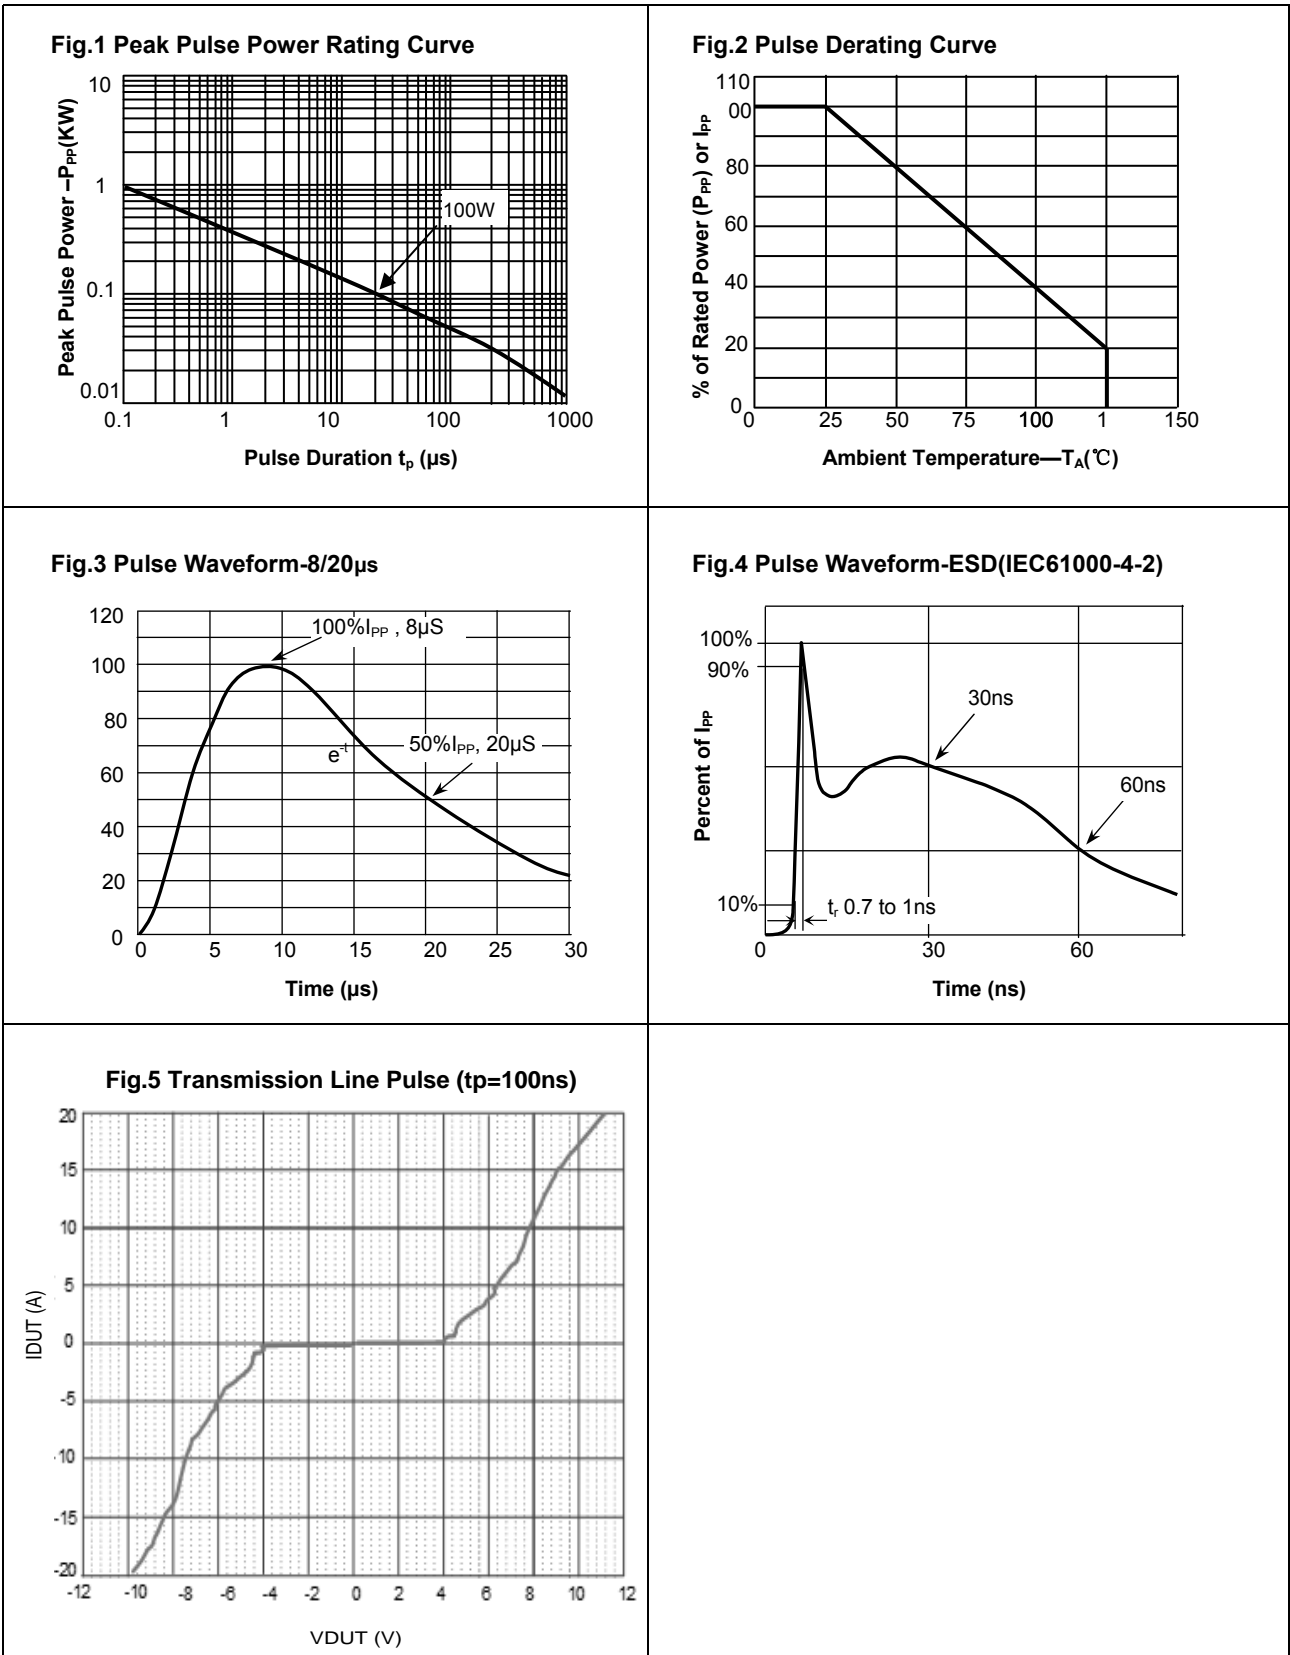 Fig.1 Peak Pulse Power Rating Curve
Peak Pulse Power –PPP(KW)
10
1
0.1
0.01
100W
0.1 1 10 100 1000
Pulse Duration tp (µs)
Fig.2 Pulse Derating Curve
% of Rated Power (PPP) or IPP
110
00
80
60
40
20
0
0 25 50 75 100 1 150
Ambient Temperature—TA(℃)
Fig.3 Pulse Waveform-8/20µs
120
100
80
60
40
20
0
100%IPP , 8µS
e-t
50%IPP, 20µS
0 5 10 15 20 25 30
Time (µs)
Fig.4 Pulse Waveform-ESD(IEC61000-4-2)
Percent of IPP
100%
90%
10%
30ns
60ns
tr 0.7 to 1ns
0 30 60
Time (ns)
Fig.5 Transmission Line Pulse (tp=100ns)
IDUT (A)
20
15
10
5
0
-5
-10
-15
-20
-12 -10 -8 -6 -4 -2 0 2 4 6 8 10 12
VDUT (V)